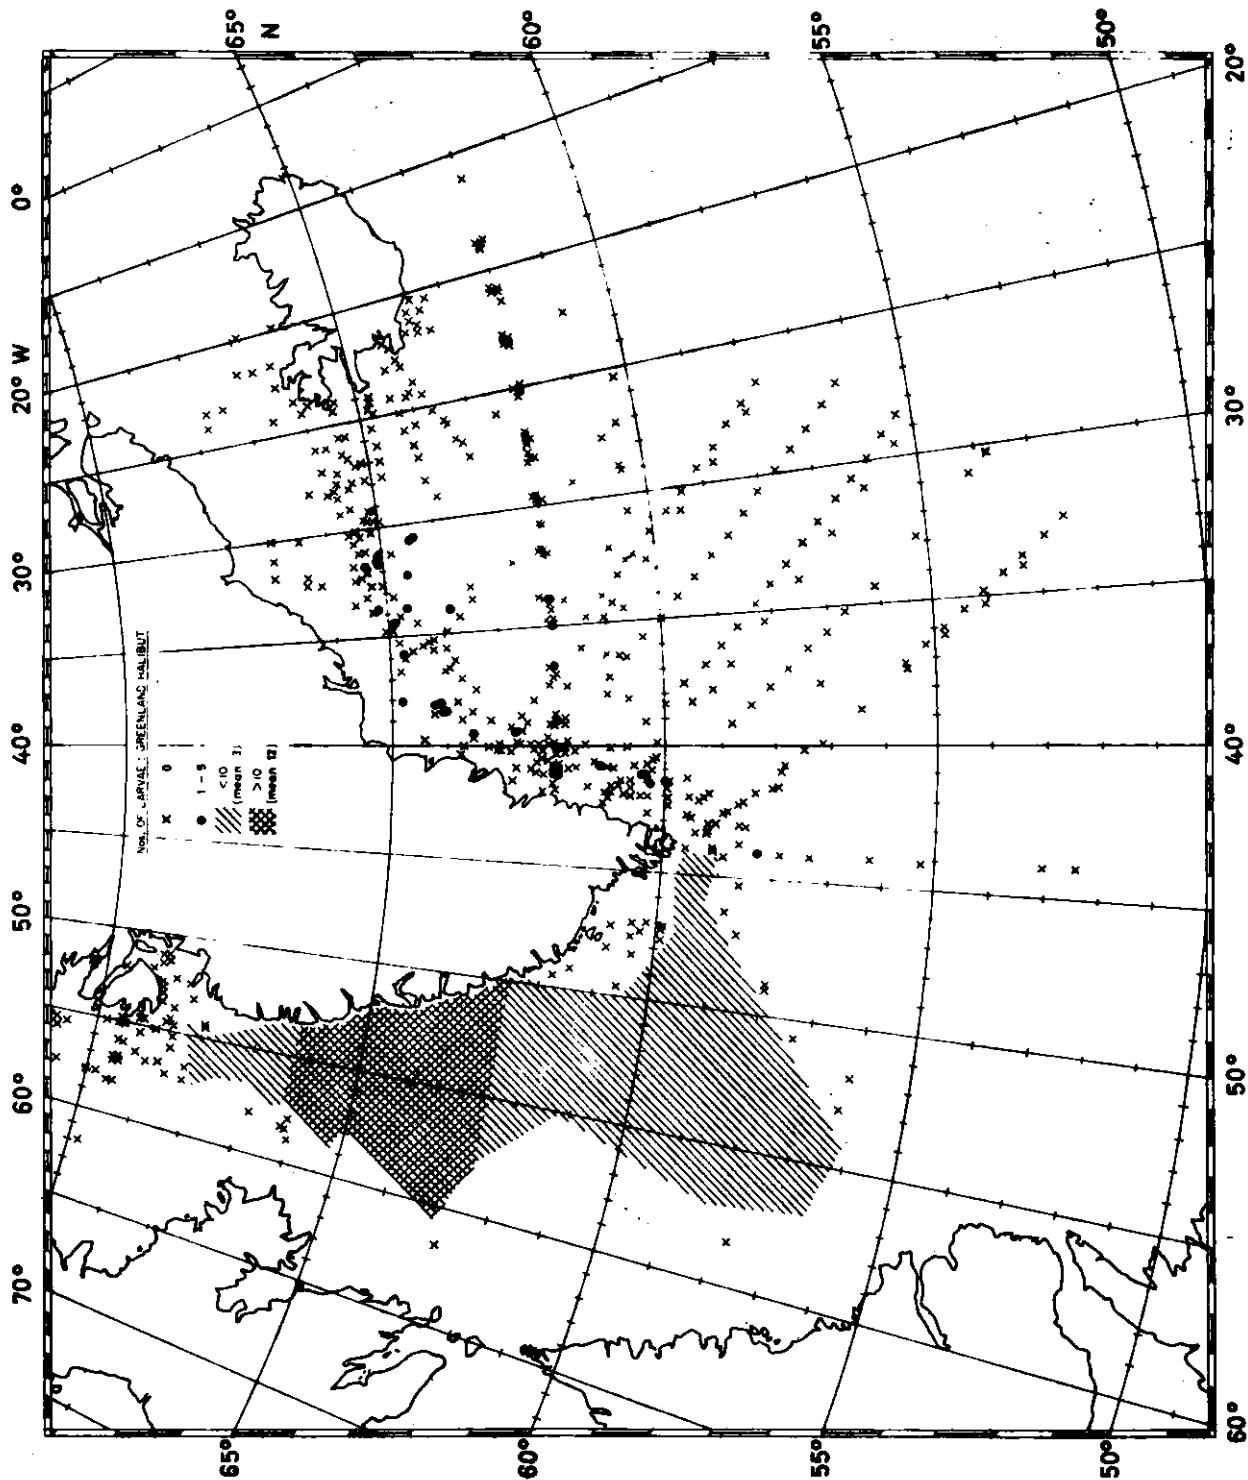 70° 60° 50° 40° 30° 20° W 0°
65°
N
60°
55°
50°
20°
30°
40°
50°
60°
65°
60°
55°
50°
Nos. OF LARVAE : GREENLAND HALIBUT
x 0
● 1 - 5
<10
(mean 3)
>10
(mean 12)